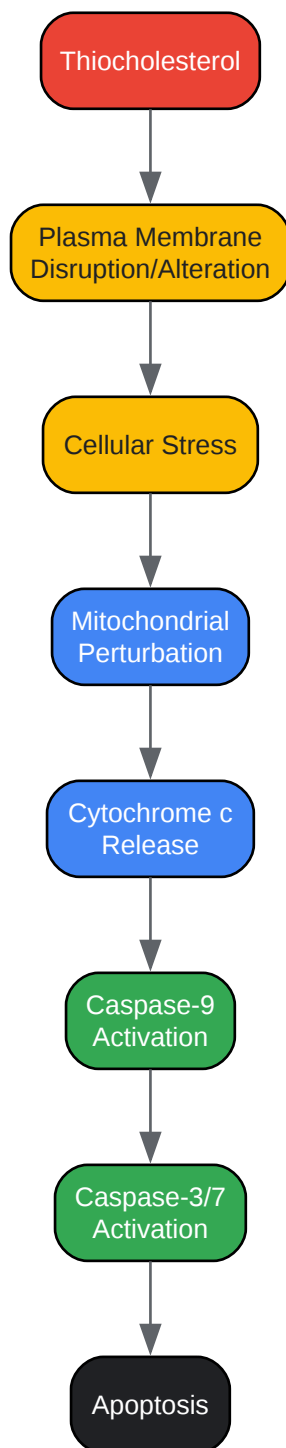 Thiocholesterol
Plasma Membrane
Disruption/Alteration
Cellular Stress
Mitochondrial
Perturbation
Cytochrome c
Release
Caspase-9
Activation
Caspase-3/7
Activation
Apoptosis